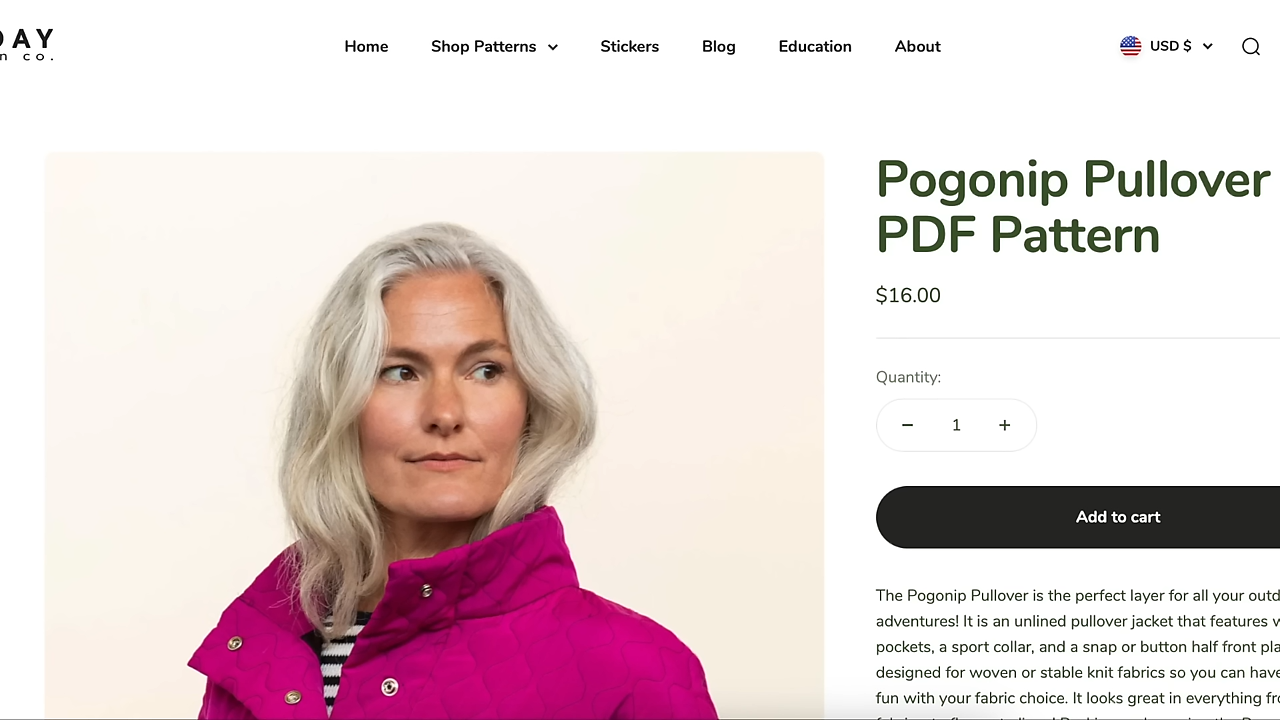 DAY
n co.
Home
Shop Patterns
Stickers
Blog
Education
About
USD $
Pogonip Pullover
PDF Pattern
$16.00
Quantity:
1
Add to cart
The Pogonip Pullover is the perfect layer for all your
adventures! It is an unlined pullover jacket that features
pockets, a sport collar, and a snap or button half front
designed for woven or stable knit fabrics so you can have
fun with your fabric choice. It looks great in everything